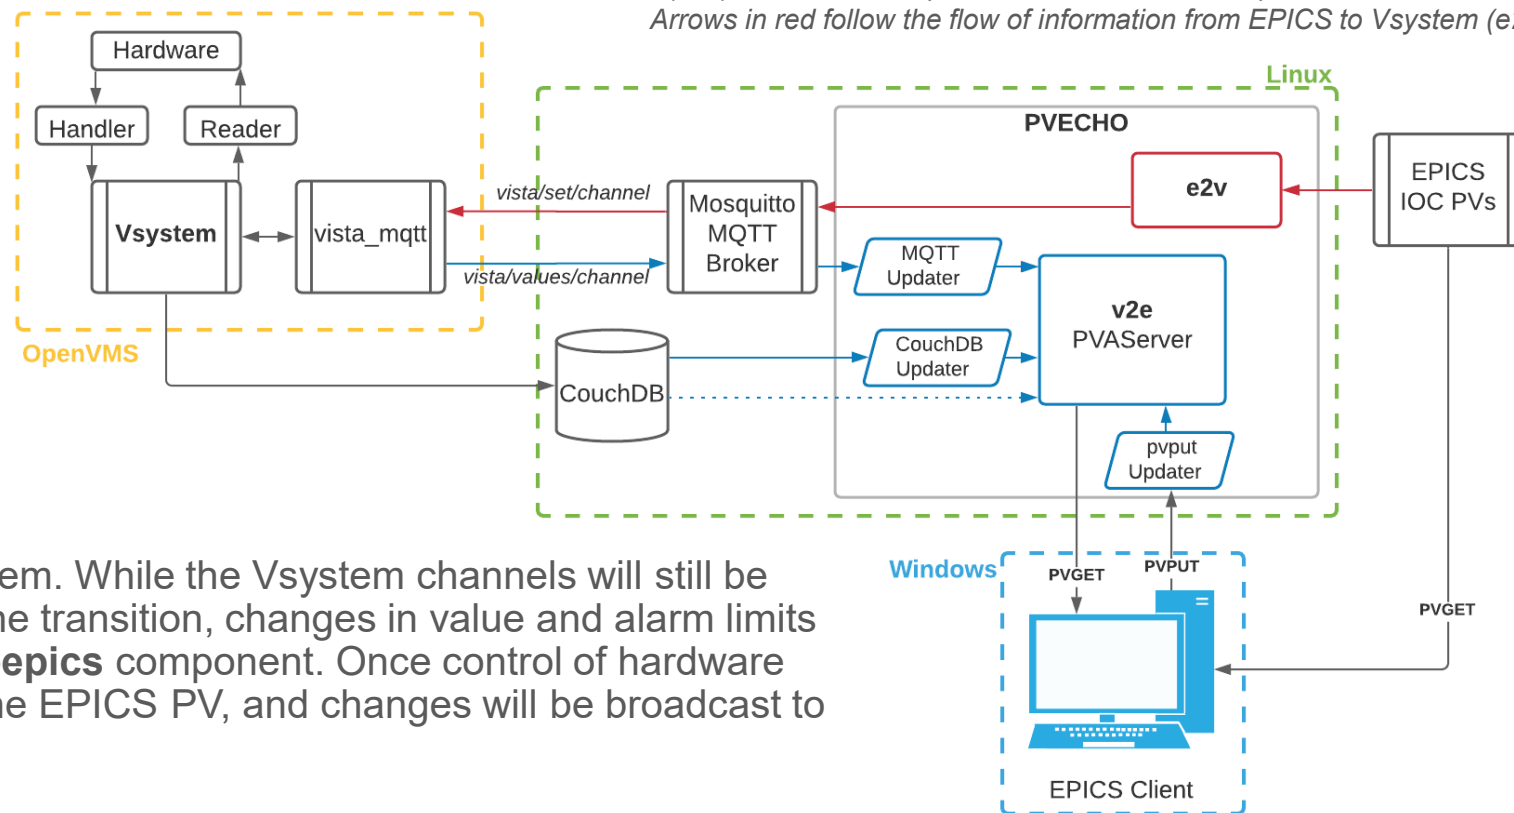 Arrows in red follow the flow of information from EPICS to Vsystem
Linux
Hardware
Handler
Reader
Vsystem
vista_mqtt
OpenVMS
vista/set/channel
vista/values/channel
Mosquitto
MQTT
Broker
CouchDB
PVECHO
e2v
MQTT
Updater
CouchDB
Updater
v2e
PVAServer
pvput
Updater
EPICS
IOC PVs
Windows
PVGET
PVPUT
PVGET
EPICS Client
em. While the Vsystem channels will still be
he transition, changes in value and alarm limits
epics component. Once control of hardware
he EPICS PV, and changes will be broadcast to